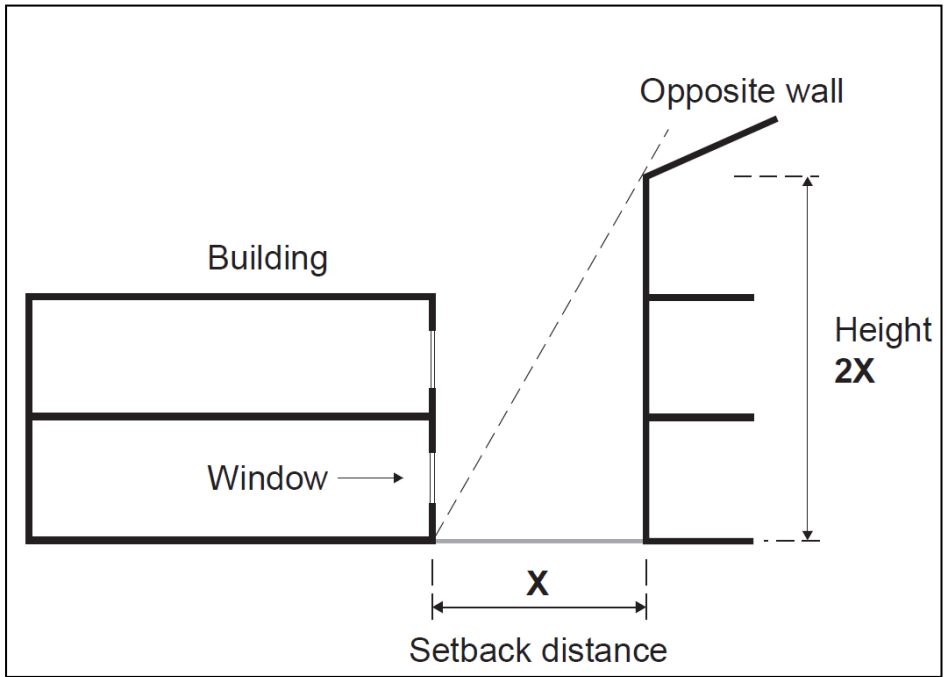 Opposite wall
Building
Height
2X
Window
X
Setback distance